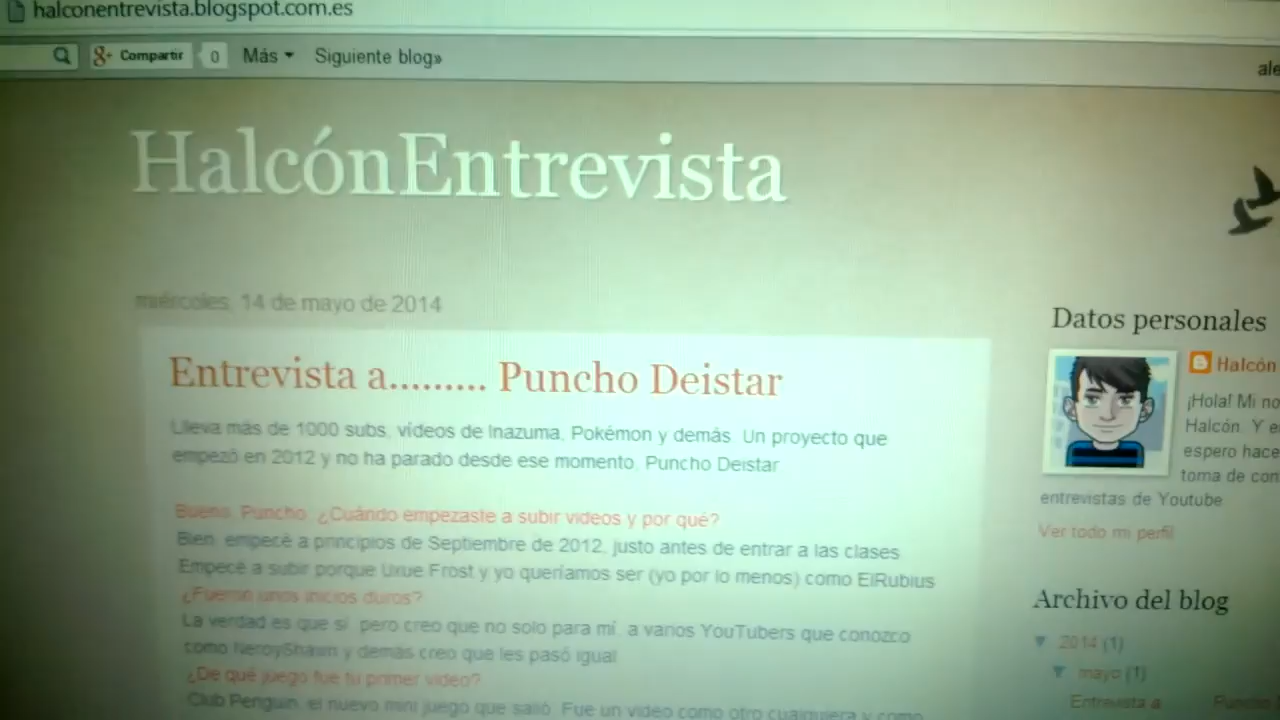 halconentrevista.blogspot.com.es
Compartir 0 Más Siguiente blog»
ale
HalcónEntrevista
miércoles, 14 de mayo de 2014
Entrevista a......... Puncho Deistar
Lleva más de 1000 subs, vídeos de Inazuma, Pokémon y demás. Un proyecto que
empezó en 2012 y no ha parado desde ese momento. Puncho Deistar
Bueno, Puncho, ¿Cuándo empezaste a subir videos y por qué?
Bien, empecé a principios de Septiembre de 2012, justo antes de entrar a las clases.
Empecé a subir porque Uxue Frost y yo queríamos ser (yo por lo menos) como ElRubius
¿Fueron unos inicios duros?
La verdad es que sí, pero creo que no solo para mí, a varios YouTubers que conozco
como NeroyShawn y demás creo que les pasó igual
¿De qué juego fue tu primer video?
Club Penguin, el nuevo mini juego que salió. Fue un video como otro cualquiera y como
Datos personales
Halcón
¡Hola! Mi no
Halcón. Y e
espero hace
toma de con
entrevistas de Youtube
Ver todo mi perfil
Archivo del blog
▼ 2014 (1)
▼ mayo (1)
Entrevista a Puncho